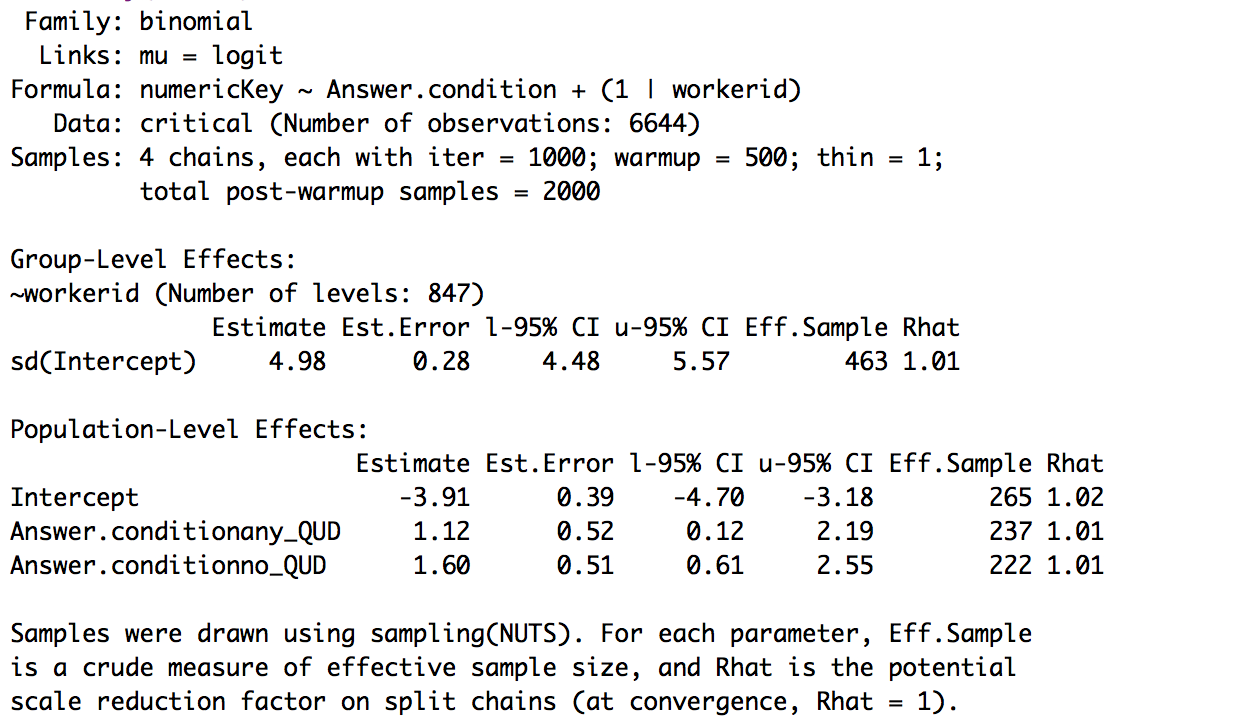 Family: binomial
Links: mu = logit
Formula: numericKey ~ Answer.condition + (1 | workerid)
Data: critical (Number of observations: 6644)
Samples: 4 chains, each with iter = 1000; warmup = 500; thin = 1;
total post-warmup samples = 2000
Group-Level Effects:
~workerid (Number of levels: 847)
Estimate Est.Error l-95% CI u-95% CI Eff.Sample Rhat
sd(Intercept) 4.98 0.28 4.48 5.57 463 1.01
Population-Level Effects:
Estimate Est.Error l-95% CI u-95% CI Eff.Sample Rhat
Intercept -3.91 0.39 -4.70 -3.18 265 1.02
Answer.conditionany_QUD 1.12 0.52 0.12 2.19 237 1.01
Answer.conditionno_QUD 1.60 0.51 0.61 2.55 222 1.01
Samples were drawn using sampling(NUTS). For each parameter, Eff.Sample
is a crude measure of effective sample size, and Rhat is the potential
scale reduction factor on split chains (at convergence, Rhat = 1).